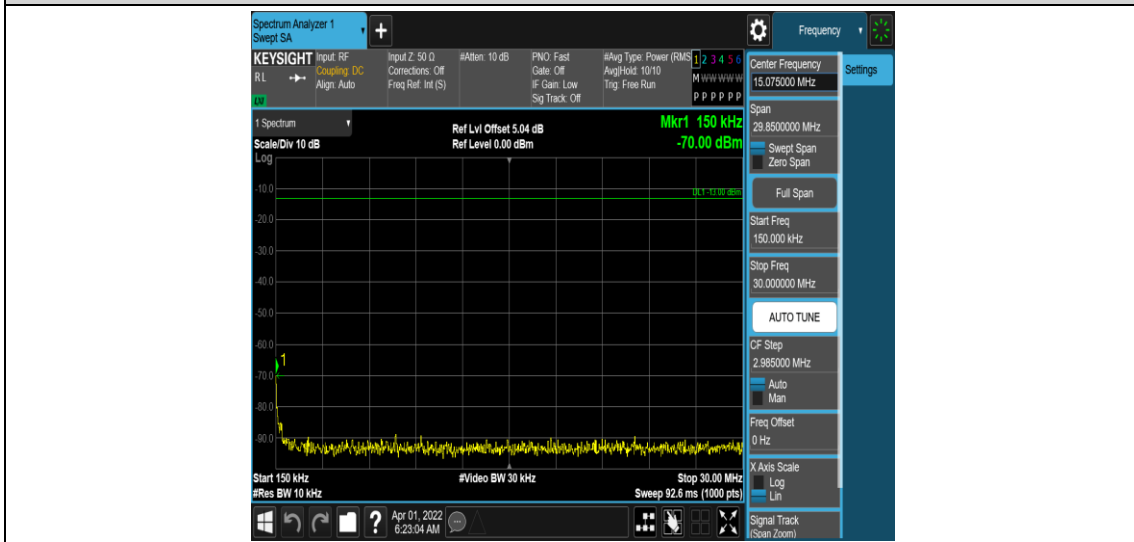 Spectrum Analyzer 1
Swept SA
+
Frequency
KEYSIGHT
RL
LXI
Input: RF
Coupling: DC
Align: Auto
Input Z: 50 Ω
Corrections: Off
Freq Ref: Int (S)
#Atten: 10 dB
PNO: Fast
Gate: Off
IF Gain: Low
Sig Track: Off
#Avg Type: Power (RMS
Avg|Hold: 10/10
Trig: Free Run
1 2 3 4 5 6
M W W W W W
P P P P P P
Center Frequency
15.075000 MHz
Settings
Span
29.8500000 MHz
Swept Span
Zero Span
Full Span
Start Freq
150.000 kHz
Stop Freq
30.000000 MHz
AUTO TUNE
CF Step
2.985000 MHz
Auto
Man
Freq Offset
0 Hz
X Axis Scale
Log
Lin
Signal Track
(Span Zoom)
1 Spectrum
Scale/Div 10 dB
Log
Ref Lvl Offset 5.04 dB
Ref Level 0.00 dBm
Mkr1 150 kHz
-70.00 dBm
DL1 -13.00 dBm
-10.0
-20.0
-30.0
-40.0
-50.0
-60.0
1
-70.0
-80.0
-90.0
Start 150 kHz
#Res BW 10 kHz
#Video BW 30 kHz
Stop 30.00 MHz
Sweep 92.6 ms (1000 pts)
?
Apr 01, 2022
6:23:04 AM